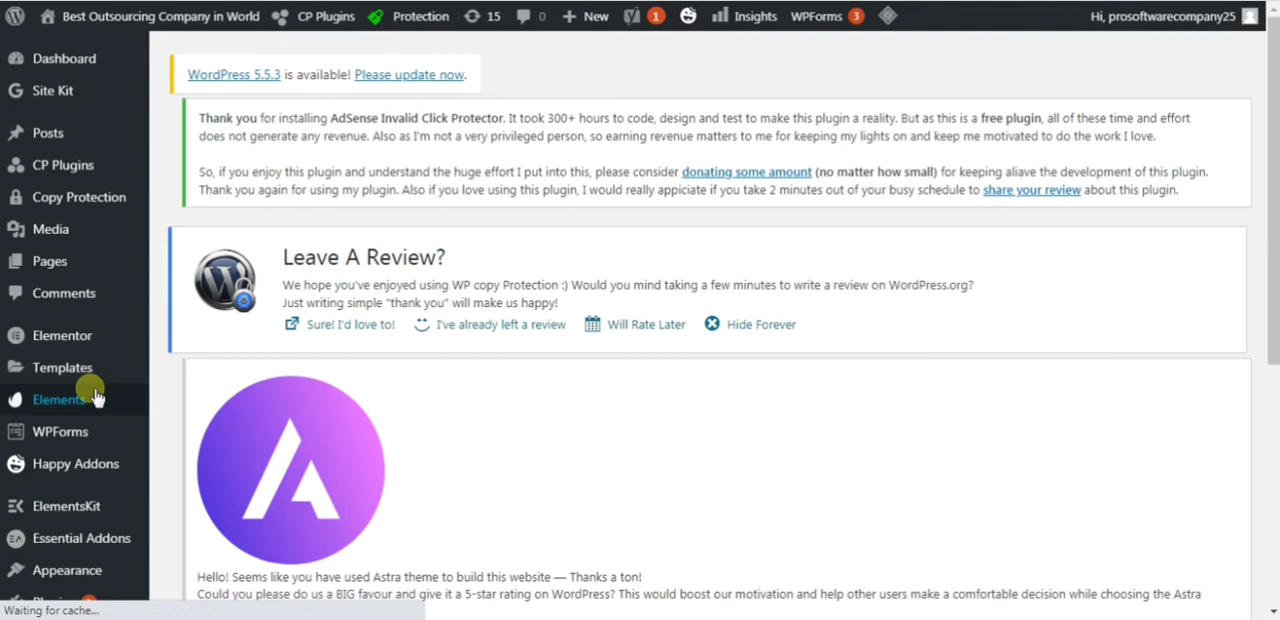 Best Outsourcing Company in World CP Plugins Protection 15 0 New 1 Insights WPForms 3 Hi, prosoftwarecompany25
Dashboard
Site Kit
Posts
CP Plugins
Copy Protection
Media
Pages
Comments
Elementor
Templates
Elements
WPForms
Happy Addons
ElementsKit
Essential Addons
Appearance
WordPress 5.5.3 is available! Please update now.
Thank you for installing AdSense Invalid Click Protector. It took 300+ hours to code, design and test to make this plugin a reality. But as this is a free plugin, all of these time and effort
does not generate any revenue. Also as I'm not a very privileged person, so earning revenue matters to me for keeping my lights on and keep me motivated to do the work I love.
So, if you enjoy this plugin and understand the huge effort I put into this, please consider donating some amount (no matter how small) for keeping aliave the development of this plugin.
Thank you again for using my plugin. Also if you love using this plugin, I would really appiciate if you take 2 minutes out of your busy schedule to share your review about this plugin.
Leave A Review?
We hope you've enjoyed using WP copy Protection :) Would you mind taking a few minutes to write a review on WordPress.org?
Just writing simple "thank you" will make us happy!
Sure! I'd love to! I've already left a review Will Rate Later Hide Forever
Hello! Seems like you have used Astra theme to build this website — Thanks a ton!
Could you please do us a BIG favour and give it a 5-star rating on WordPress? This would boost our motivation and help other users make a comfortable decision while choosing the Astra
Waiting for cache...